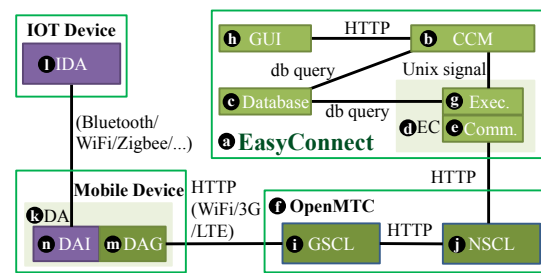 IOT Device
l IDA
(Bluetooth/
WiFi/Zigbee/...)
Mobile Device
k DA
n DAI
m DAG
HTTP
(WiFi/3G
/LTE)
h GUI
HTTP
b CCM
db query
Unix signal
c Database
db query
g Exec.
d EC
e Comm.
a EasyConnect
HTTP
f OpenMTC
i GSCL
HTTP
j NSCL